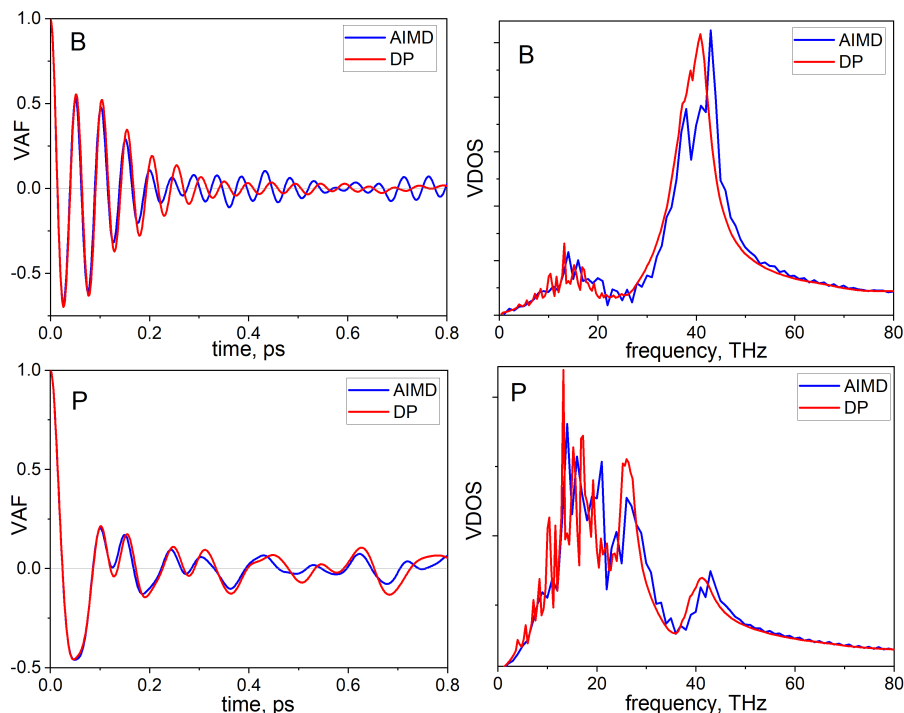 B
AIMD
DP
VAF
1.0
0.5
0.0
-0.5
0.0 0.2 0.4 0.6 0.8
time, ps
B
AIMD
DP
VDOS
0 20 40 60 80
frequency, THz
P
AIMD
DP
VAF
1.0
0.5
0.0
-0.5
0.0 0.2 0.4 0.6 0.8
time, ps
P
AIMD
DP
VDOS
0 20 40 60 80
frequency, THz